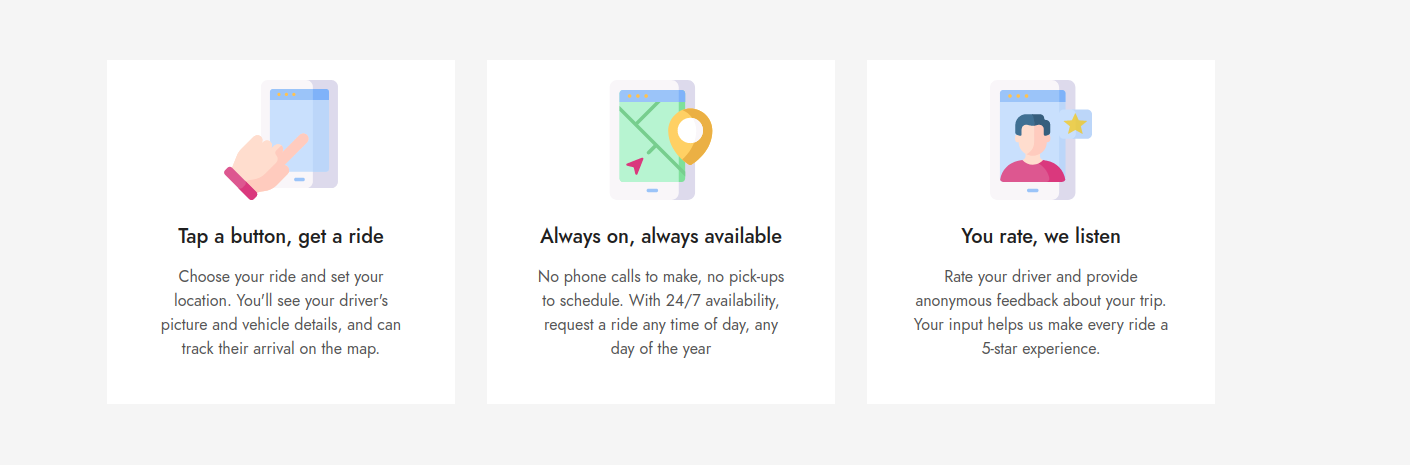 Tap a button, get a ride
Choose your ride and set your
location. You'll see your driver's
picture and vehicle details, and can
track their arrival on the map.
Always on, always available
No phone calls to make, no pick-ups
to schedule. With 24/7 availability,
request a ride any time of day, any
day of the year
You rate, we listen
Rate your driver and provide
anonymous feedback about your trip.
Your input helps us make every ride a
5-star experience.